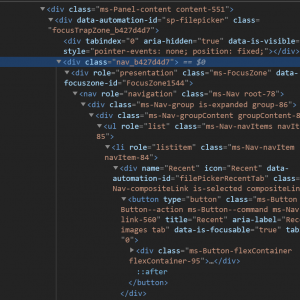 <div class="ms-Panel-content content-551">
<div data-automation-id="sp-filepicker" class=
"focusTrapZone_b427d4d7">
<div tabindex="0" aria-hidden="true" data-is-visible=
style="pointer-events: none; position: fixed;"></div>
<div class="nav_b427d4d7"> == $0
<div role="presentation" class="ms-FocusZone" data-
focuszone-id="FocusZone1544">
<nav role="navigation" class="ms-Nav root-78">
<div class="ms-Nav-group is-expanded group-86">
<div class="ms-Nav-groupContent groupContent-8
<ul role="list" class="ms-Nav-navItems navIt
85">
<li role="listitem" class="ms-Nav-navItem
navItem-84">
<div name="Recent" icon="Recent" data-
automation-id="filePickerRecentTab" class=
Nav-compositeLink is-selected compositeLin
<button type="button" class="ms-Button
Button--action ms-Button--command ms-Nav
link-560" title="Recent" aria-label="Rec
images tab" data-is-focusable="true" tab
"0">
<div class="ms-Button-flexContainer
flexContainer-95">…</div>
::after
</button>
</div>